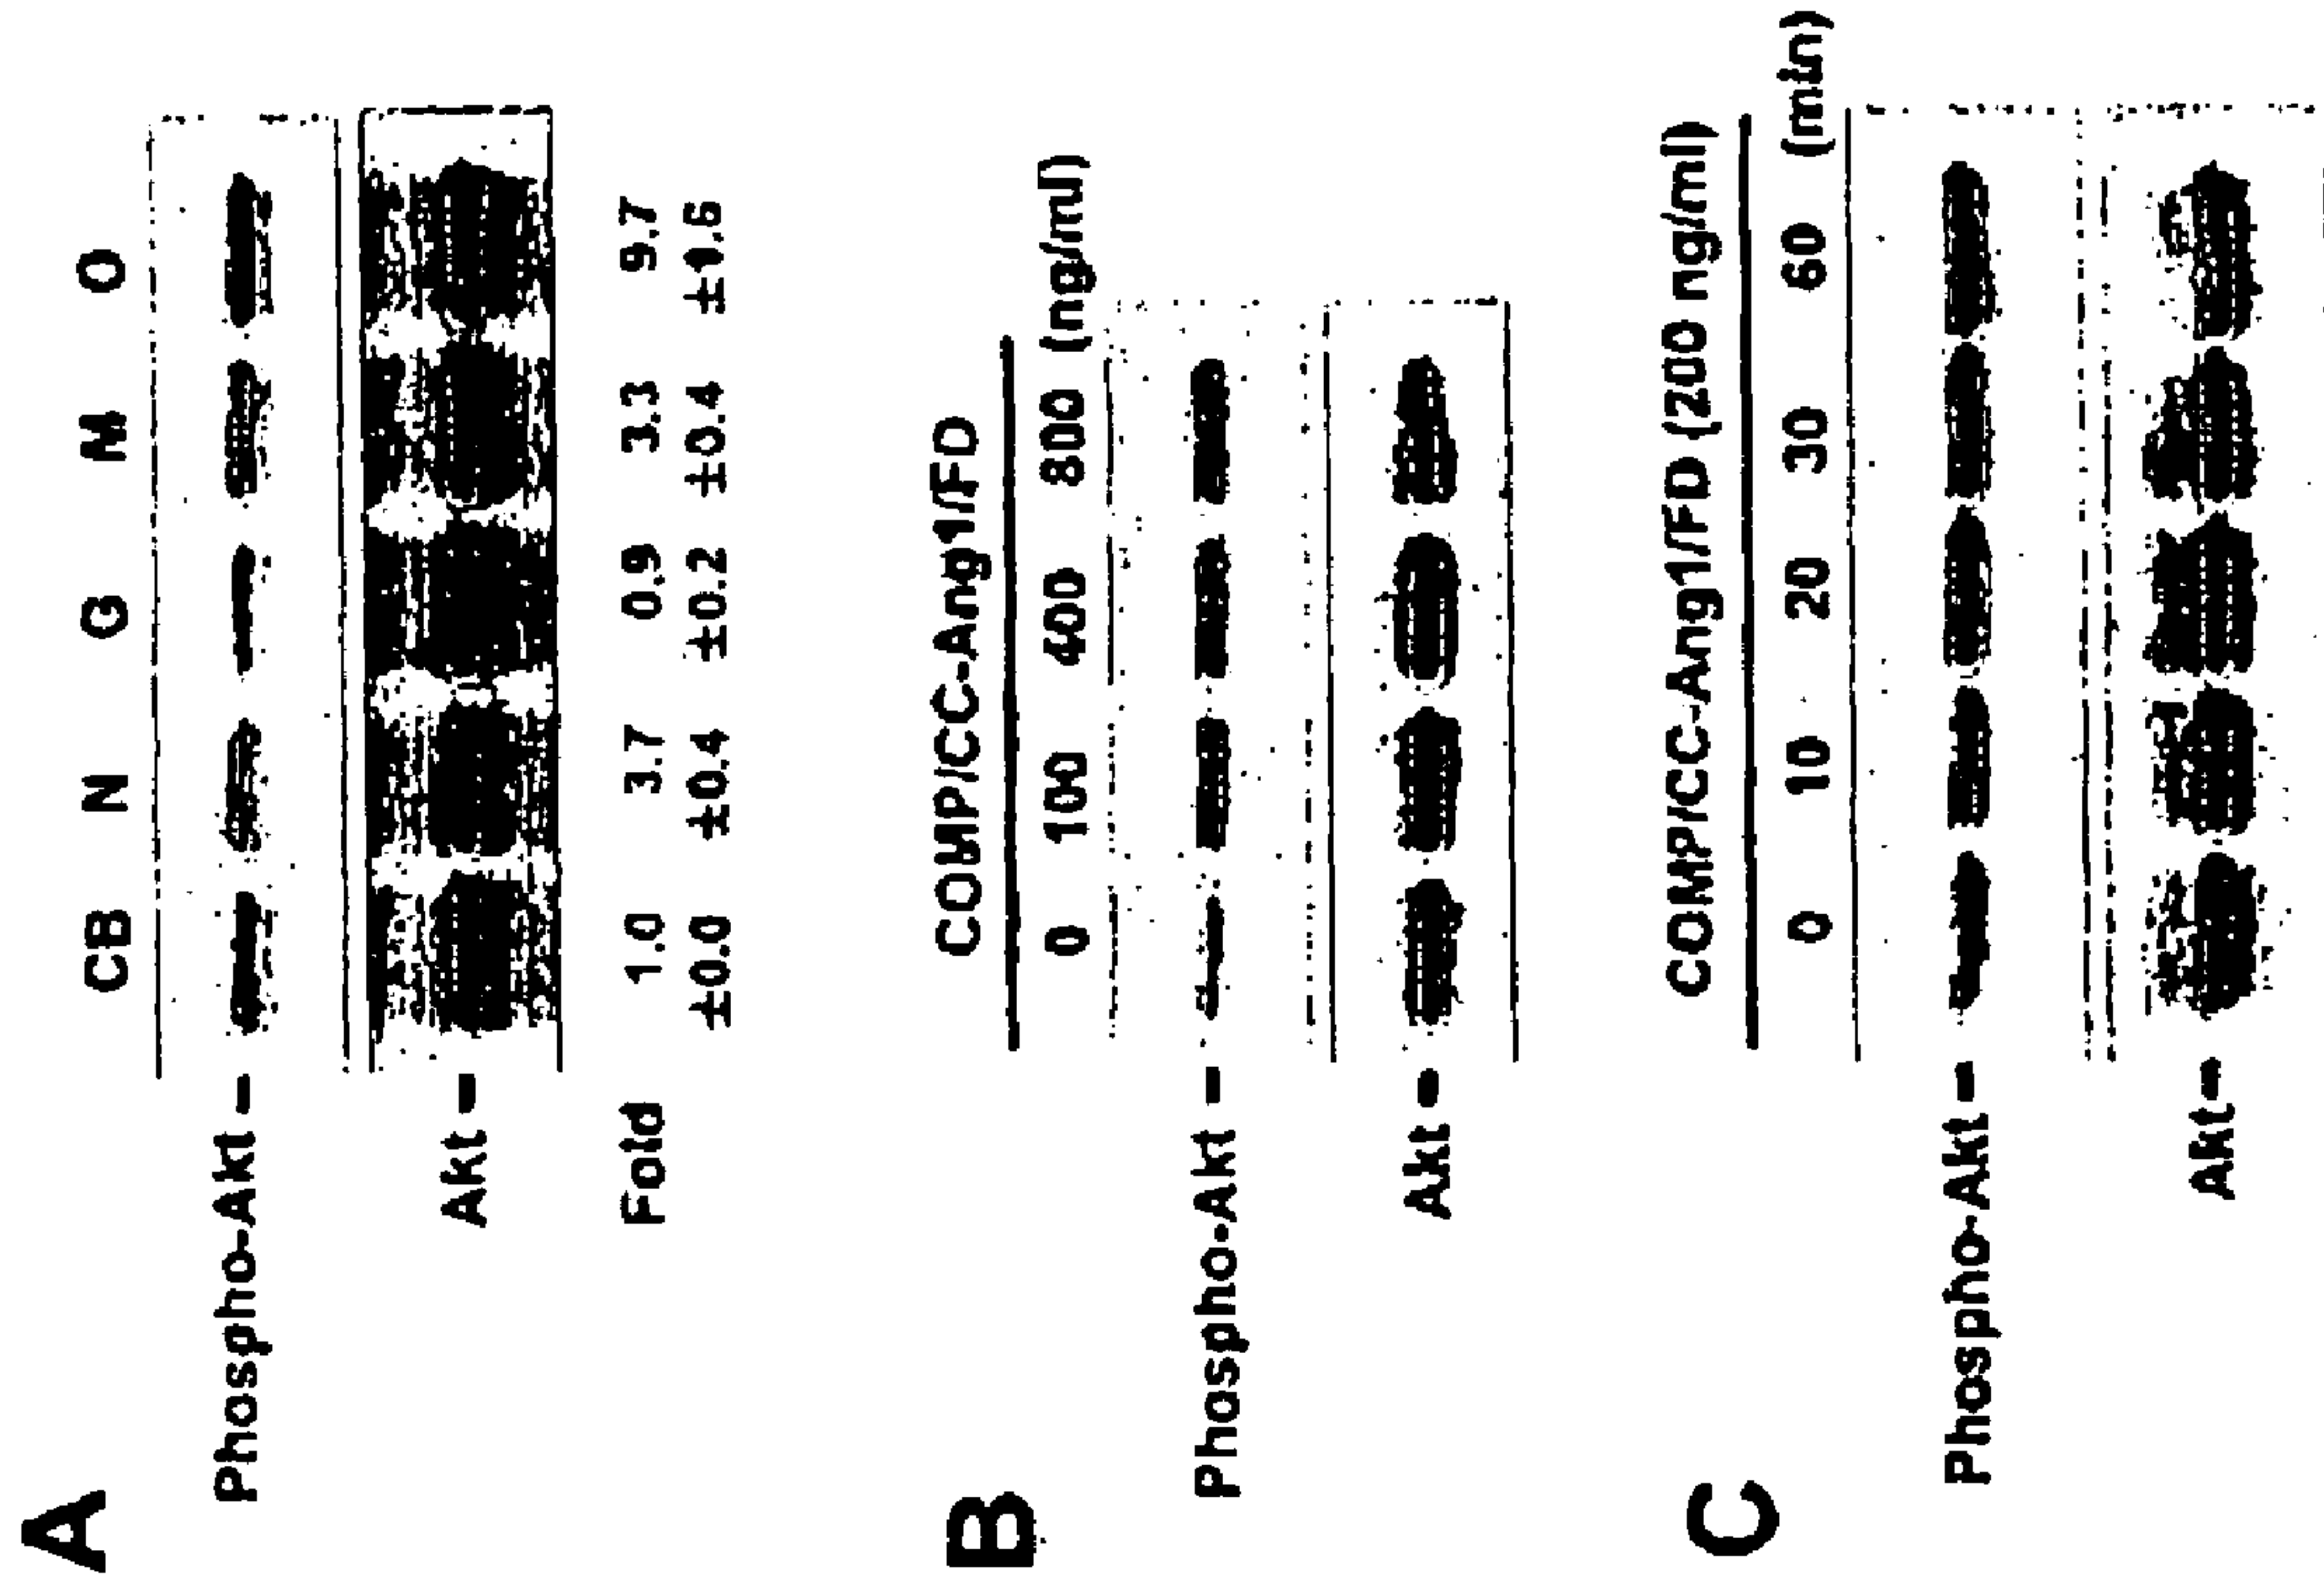 A
CB N G M O
Phospho-Akt
Akt
Fold 1.0 3.7 0.9 3.3 9.7
±0.0 ±0.4 ±0.2 ±0.4 ±1.6
B
COMP/CC-Ang1/FD
0 100 400 800 (ng/ml)
Phospho-Akt
Akt
C
COMP/CC-Ang1/FD (200 ng/ml)
0 10 20 30 60 (min)
Phospho-Akt
Akt